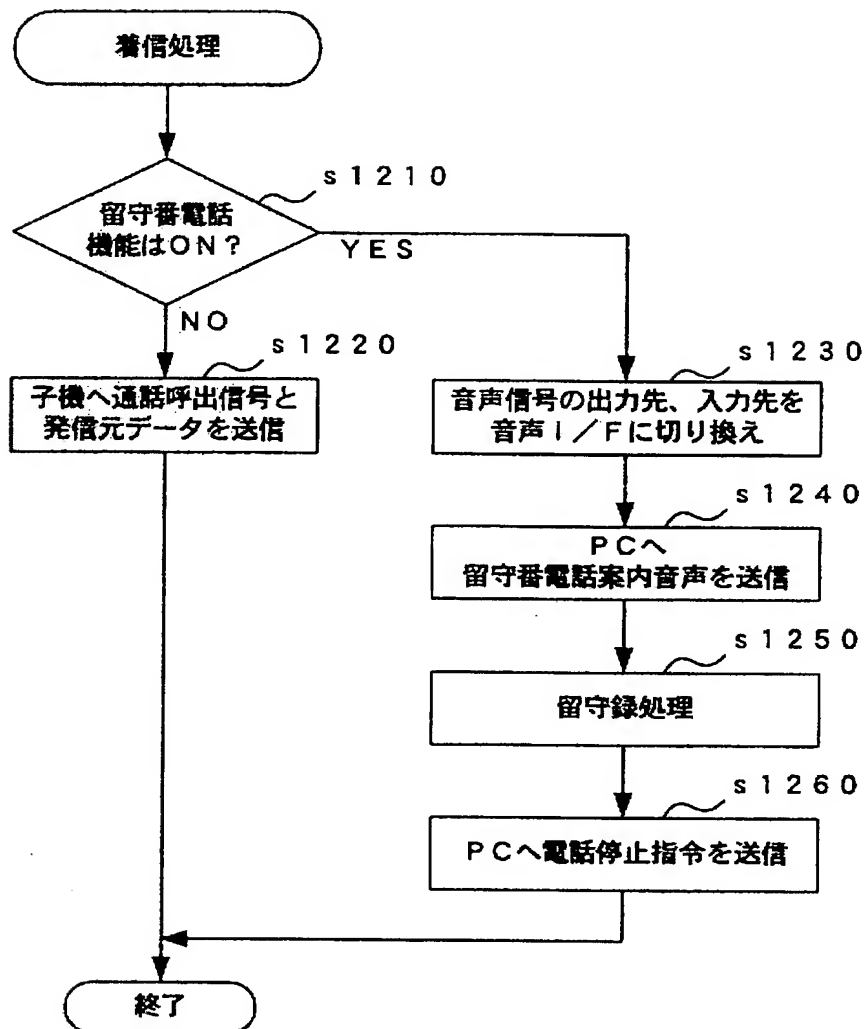 着信処理
s1210
留守番電話
機能はON?
YES
NO
s1220
子機へ通話呼出信号と
発信元データを送信
s1230
音声信号の出力先、入力先を
音声I/Fに切り換え
s1240
PCへ
留守番電話案内音声を送信
s1250
留守録処理
s1260
PCへ電話停止指令を送信
終了